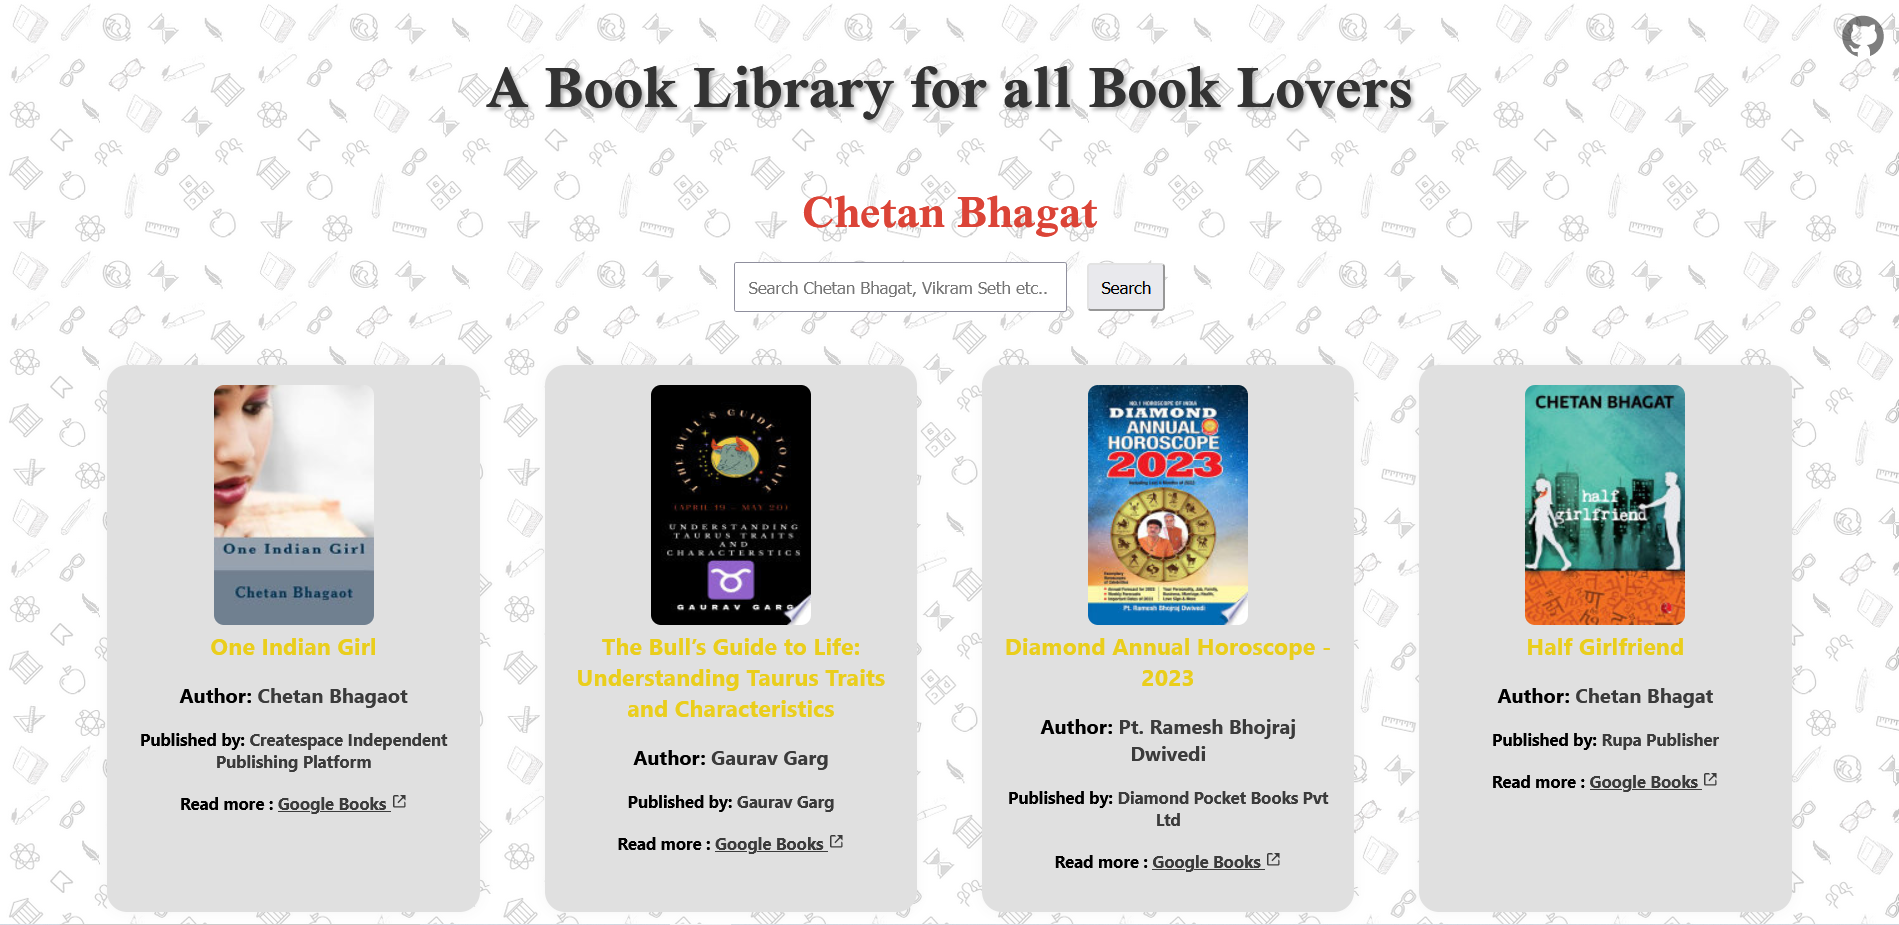 A Book Library for all Book Lovers
Chetan Bhagat
Search Chetan Bhagat, Vikram Seth etc..
Search
One Indian Girl
Chetan Bhagaot
One Indian Girl
Author: Chetan Bhagaot
Published by: Createspace Independent
Publishing Platform
Read more : Google Books
THE BULL'S GUIDE TO LIFE
(APRIL 19 - MAY 20)
UNDERSTANDING
TAURUS TRAITS
AND
CHARACTERSTICS
GAURAV GARG
The Bull's Guide to Life:
Understanding Taurus Traits
and Characteristics
Author: Gaurav Garg
Published by: Gaurav Garg
Read more : Google Books
NO.1 HOROSCOPE OF INDIA
DIAMOND
ANNUAL
HOROSCOPE
2023
Pt. Ramesh Bhojraj Dwivedi
Diamond Annual Horoscope -
2023
Author: Pt. Ramesh Bhojraj
Dwivedi
Published by: Diamond Pocket Books Pvt
Ltd
Read more : Google Books
CHETAN BHAGAT
half
girlfriend
Half Girlfriend
Author: Chetan Bhagat
Published by: Rupa Publisher
Read more : Google Books